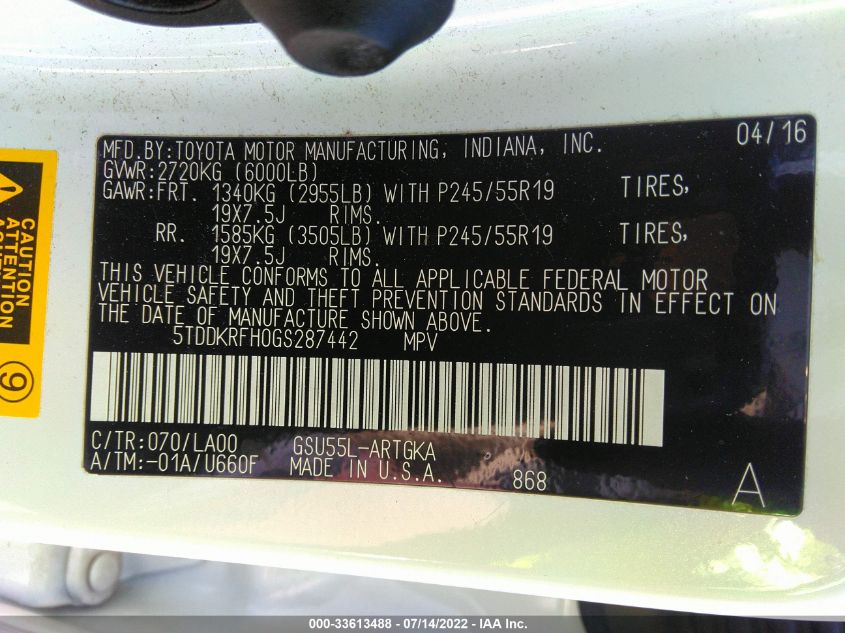 MFD.BY:TOYOTA MOTOR MANUFACTURING, INDIANA, INC. 04/16
GVWR:2720KG (6000LB)
GAWR:FRT. 1340KG (2955LB) WITH P245/55R19 TIRES,
19X7.5J RIMS.
RR. 1585KG (3505LB) WITH P245/55R19 TIRES,
19X7.5J RIMS.
THIS VEHICLE CONFORMS TO ALL APPLICABLE FEDERAL MOTOR
VEHICLE SAFETY AND THEFT PREVENTION STANDARDS IN EFFECT ON
THE DATE OF MANUFACTURE SHOWN ABOVE.
5TDDKRFH0GS287442 MPV
C/TR:070/LA00 GSU55L-ARTGKA
A/TM:-01A/U660F MADE IN U.S.A. 868 A
CAUTION
ATTENTION
9
000-33613488 - 07/14/2022 - IAA Inc.